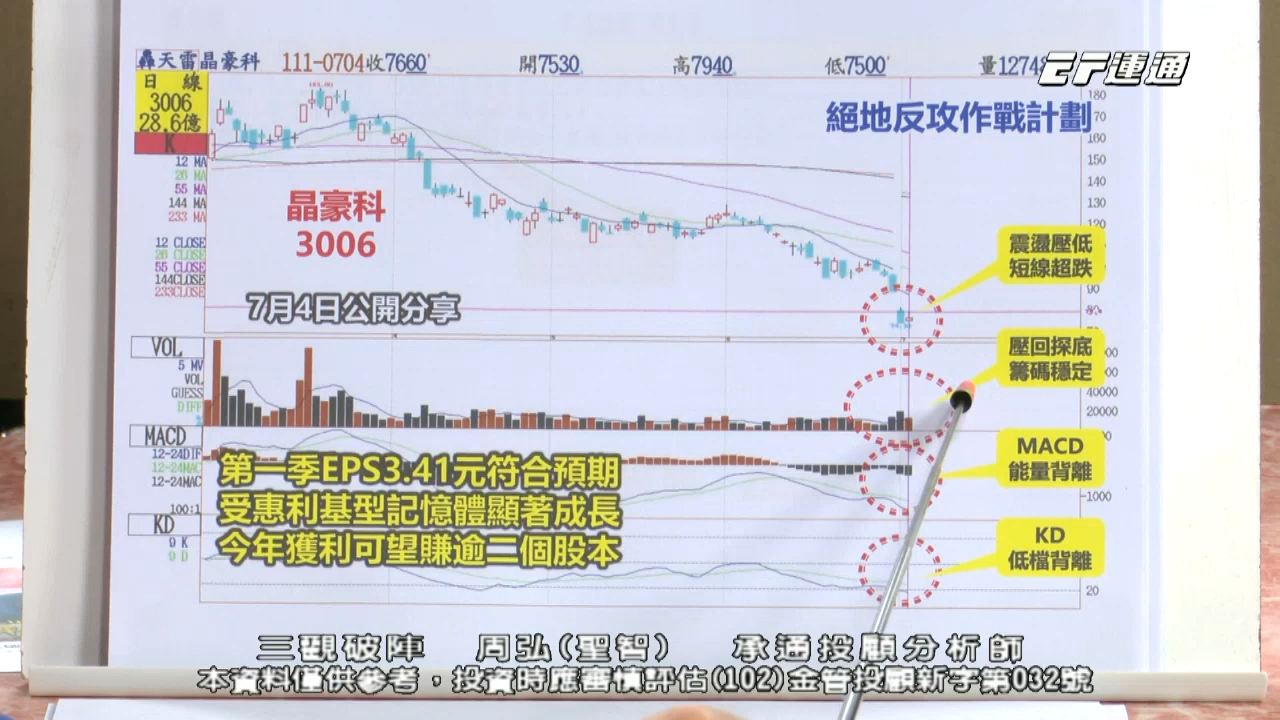 轟天雷晶豪科 111-0704收7660 開7530 高7940 低7500 量1274
EF運通
日 線
3006
28.6億
K
絕地反攻作戰計劃
12 MA
26 MA
55 MA
144 MA
233 MA
12 CLOSE
26 CLOSE
55 CLOSE
144CLOSE
233CLOSE
晶豪科
3006
7月4日公開分享
180
170
160
150
140
130
120
90
80
震盪壓低
短線超跌
VOL
5 MV
VOL
GUESS
DIFF
壓回探底
籌碼穩定
40000
20000
MACD
12-24DIF
12-24MAC
12-24MAC
100:1
MACD
能量背離
-1000
第一季EPS3.41元符合預期
受惠利基型記憶體顯著成長
今年獲利可望賺逾二個股本
KD
9 K
9 D
KD
低檔背離
20
三觀破陣 周弘(聖智) 承通投顧分析師
本資料僅供參考，投資時應審慎評估(102)金管投顧新字第032號